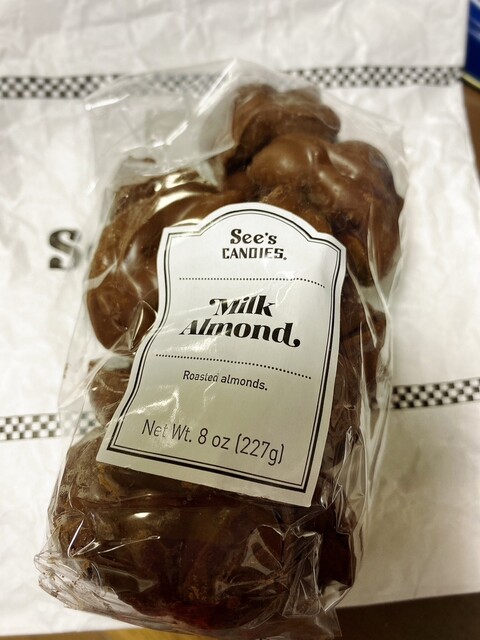 See's
CANDIES.
Milk
Almond
Roasted almonds.
Net Wt. 8 oz (227g)